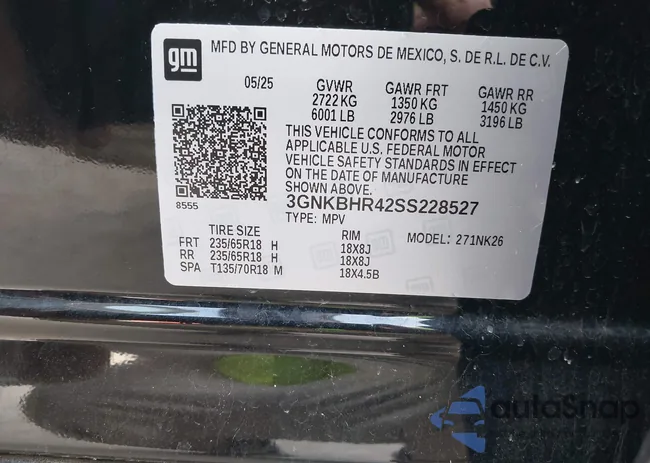 gm MFD BY GENERAL MOTORS DE MEXICO, S. DE R.L. DE C.V.
05/25 GVWR GAWR FRT GAWR RR
2722 KG 1350 KG 1450 KG
6001 LB 2976 LB 3196 LB
THIS VEHICLE CONFORMS TO ALL
APPLICABLE U.S. FEDERAL MOTOR
VEHICLE SAFETY STANDARDS IN EFFECT
ON THE DATE OF MANUFACTURE
SHOWN ABOVE.
8555 3GNKBHR42SS228527
TYPE: MPV
TIRE SIZE RIM MODEL: 271NK26
FRT 235/65R18 H 18X8J
RR 235/65R18 H 18X8J
SPA T135/70R18 M 18X4.5B
autoSnap